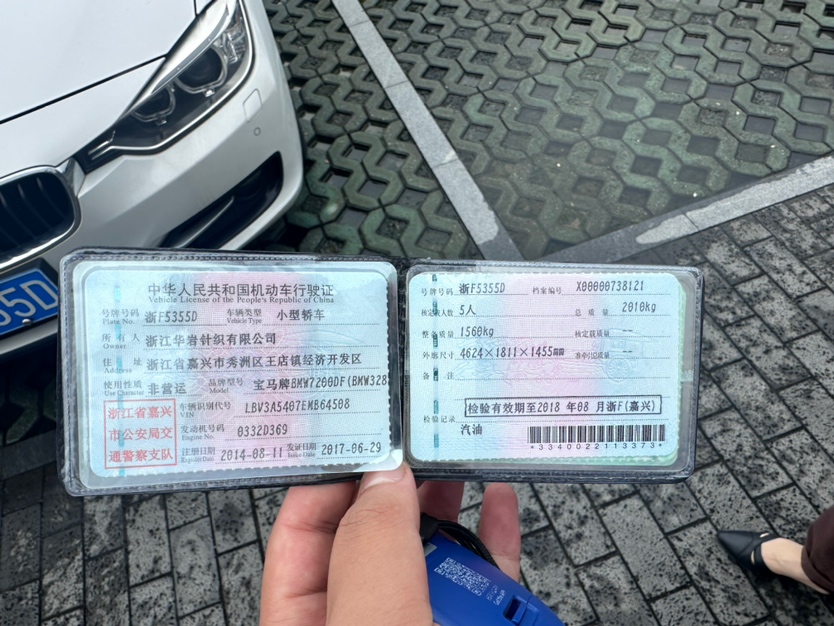 55D
中华人民共和国机动车行驶证
Vehicle License of the People's Republic of China
号牌号码 浙F5355D 车辆类型 小型轿车
Plate No. Vehicle Type
所有人 浙江华岩针织有限公司
Owner
住址 浙江省嘉兴市秀洲区王店镇经济开发区
Address
使用性质 非营运 品牌型号 宝马牌BMW7200DF(BMW328
Use Character Model
浙江省嘉兴
市公安局交
通警察支队
车辆识别代号 LBV3A5407EMB64508
VIN
发动机号码 0332D369
Engine No.
注册日期 2014-08-11 发证日期 2017-06-29
Register Date Issue Date
号牌号码 浙F5355D 档案编号 X00000738121
核定载人数 5人 总质量 2010kg
整备质量 1560kg 核定载质量 --
外廓尺寸 4624×1811×1455mm 准牵引总质量 --
备注
检验记录 检验有效期至2018年08月浙F(嘉兴)
汽油
*3340022113373*